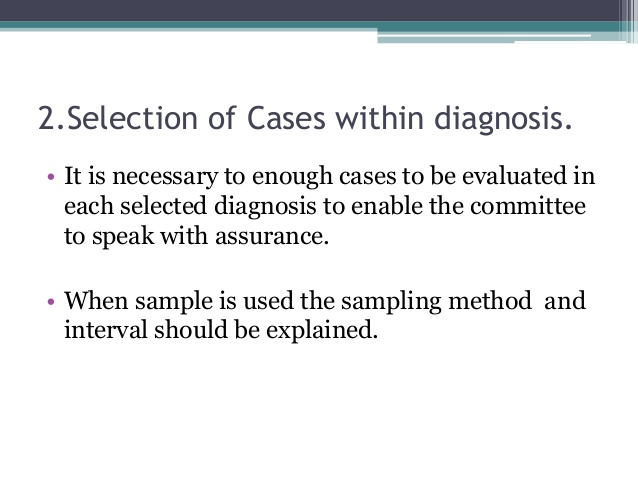 2.Selection of Cases within diagnosis.
• It is necessary to enough cases to be evaluated in
each selected diagnosis to enable the committee
to speak with assurance.
• When sample is used the sampling method and
interval should be explained.